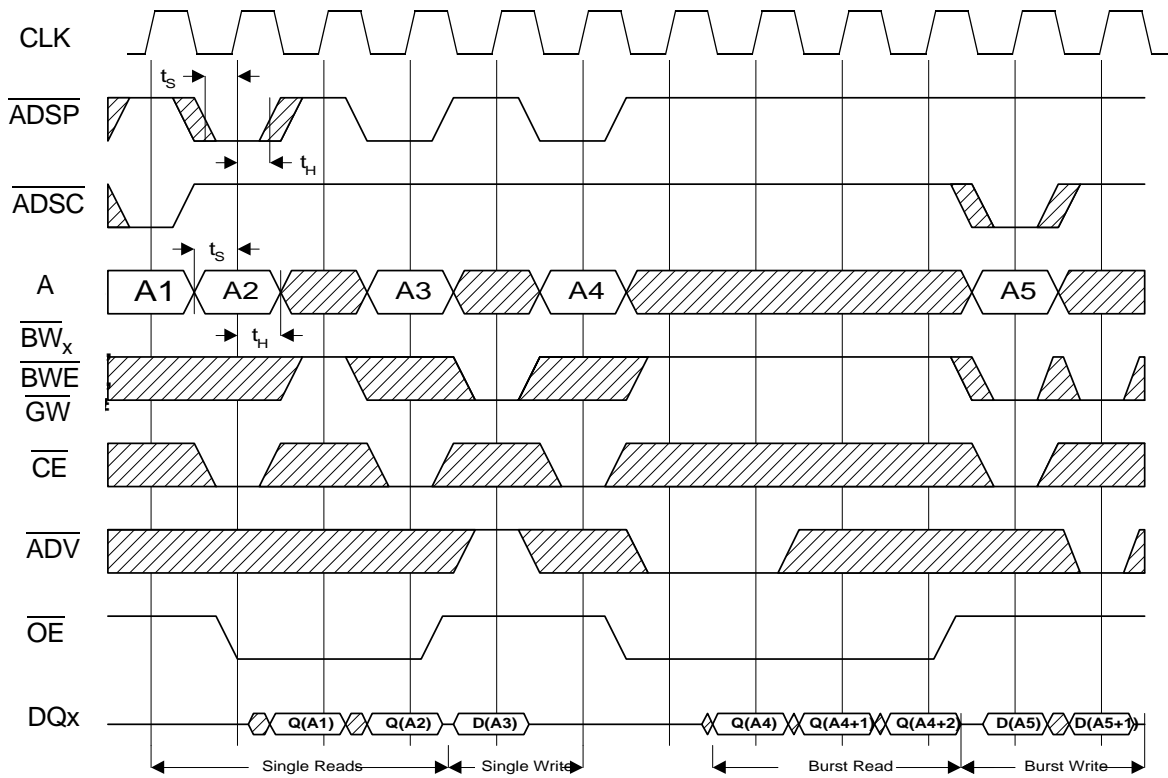 CLK
tS
ADSP
tH
ADSC
tS
A A1 A2 A3 A4 A5
tH
BWx
BWE
GW
CE
ADV
OE
DQx Q(A1) Q(A2) D(A3) Q(A4) Q(A4+1) Q(A4+2) D(A5) D(A5+1)
Single Reads Single Write Burst Read Burst Write